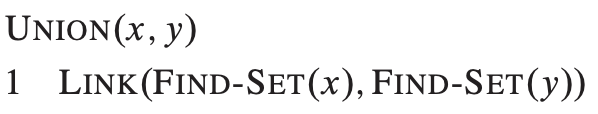 UNION(x, y)
1 LINK(FIND-SET(x), FIND-SET(y))